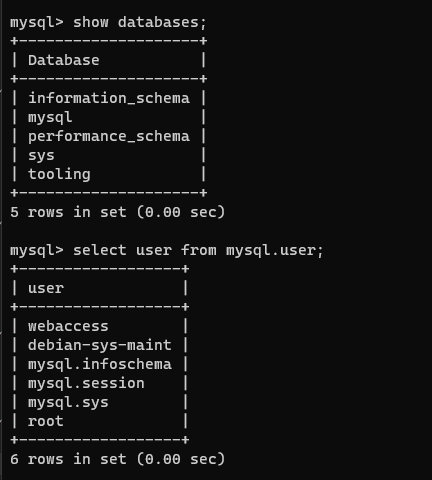 mysql> show databases;
+--------------------+
| Database           |
+--------------------+
| information_schema |
| mysql              |
| performance_schema |
| sys                |
| tooling            |
+--------------------+
5 rows in set (0.00 sec)
mysql> select user from mysql.user;
+------------------+
| user             |
+------------------+
| webaccess        |
| debian-sys-maint |
| mysql.infoschema |
| mysql.session    |
| mysql.sys        |
| root             |
+------------------+
6 rows in set (0.00 sec)